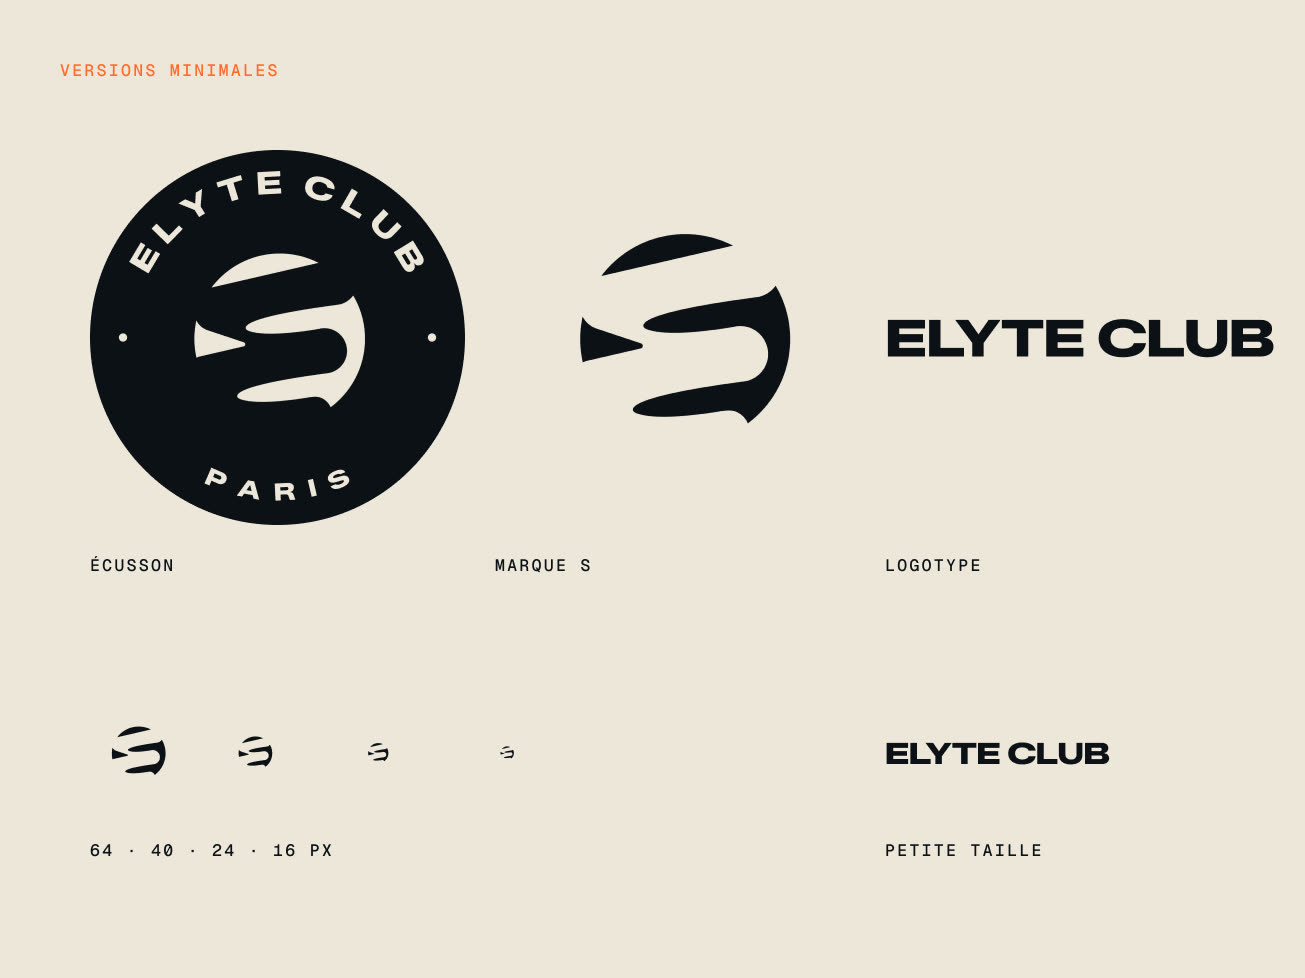 VERSIONS MINIMALES
ELYTE CLUB
PARIS
ELYTE CLUB
ÉCUSSON
MARQUE S
LOGOTYPE
ELYTE CLUB
64 · 40 · 24 · 16 PX
PETITE TAILLE